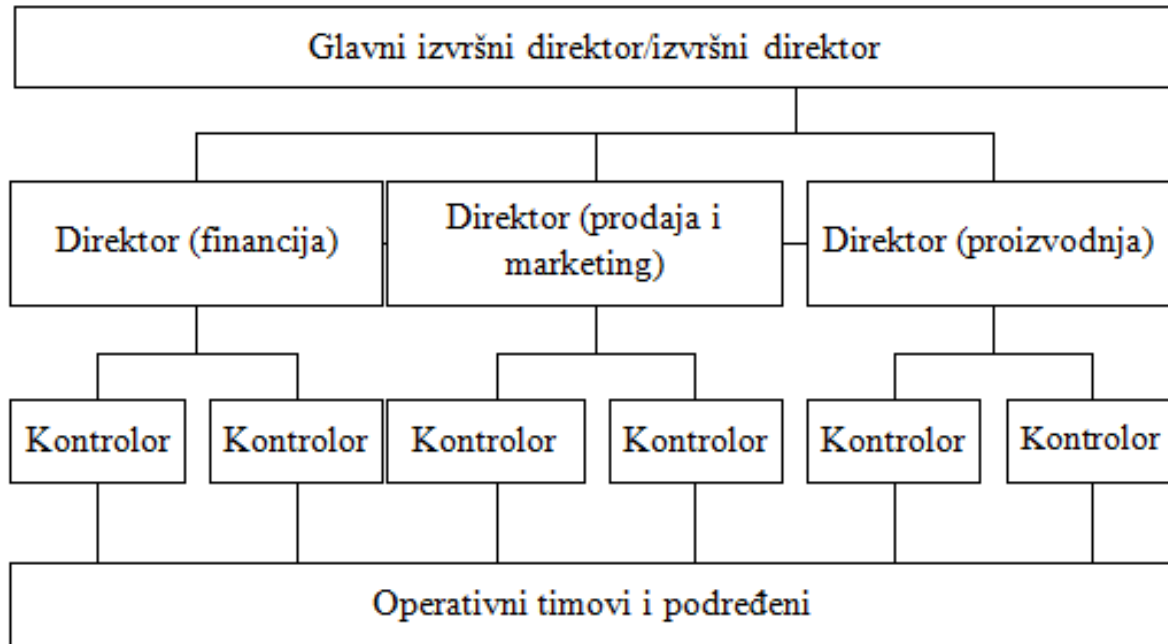 Glavni izvršni direktor/izvršni direktor
Direktor (financija)
Direktor (prodaja i
marketing)
Direktor (proizvodnja)
Kontrolor
Kontrolor
Kontrolor
Kontrolor
Kontrolor
Kontrolor
Operativni timovi i podređeni